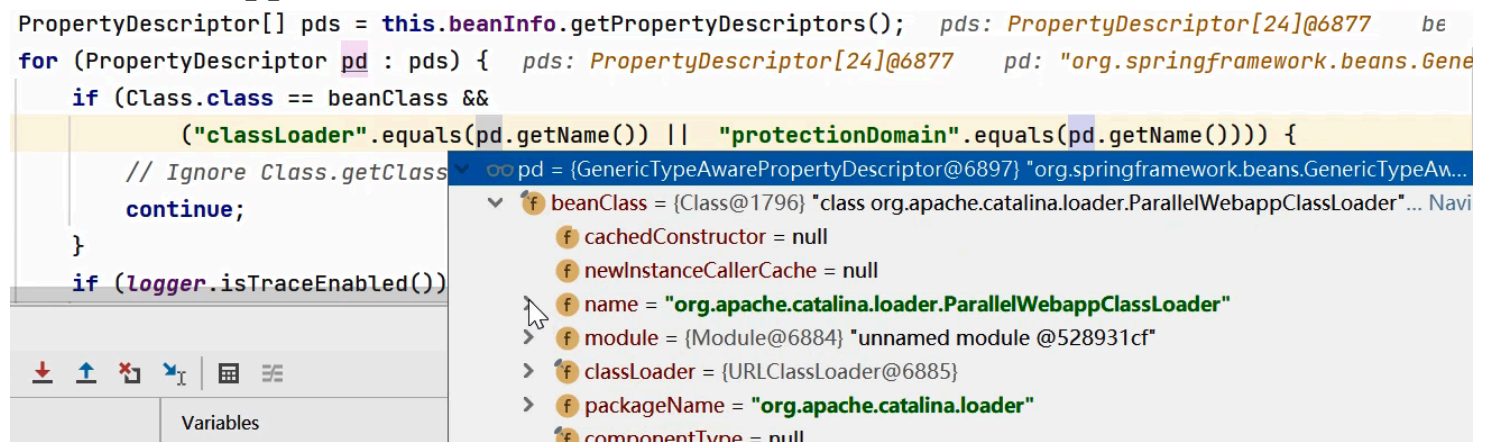 PropertyDescriptor[] pds = this.beanInfo.getPropertyDescriptors();   pds: PropertyDescriptor[24]@6877   be
for (PropertyDescriptor pd : pds) {   pds: PropertyDescriptor[24]@6877   pd: "org.springframework.beans.Gene
if (Class.class == beanClass &&
("classLoader".equals(pd.getName()) ||  "protectionDomain".equals(pd.getName()))) {
// Ignore Class.getClass
pd = {GenericTypeAwarePropertyDescriptor@6897} "org.springframework.beans.GenericTypeAw...
continue;
beanClass = {Class@1796} "class org.apache.catalina.loader.ParallelWebappClassLoader"... Navi
}
cachedConstructor = null
newInstanceCallerCache = null
if (logger.isTraceEnabled())
name = "org.apache.catalina.loader.ParallelWebappClassLoader"
module = {Module@6884} "unnamed module @528931cf"
classLoader = {URLClassLoader@6885}
packageName = "org.apache.catalina.loader"
Variables
componentType = null